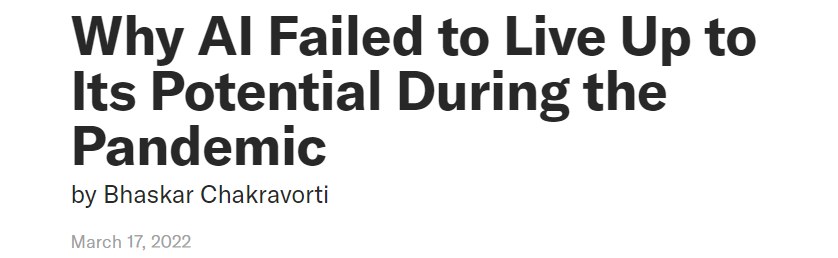 Why AI Failed to Live Up to
Its Potential During the
Pandemic
by Bhaskar Chakravorti
March 17, 2022